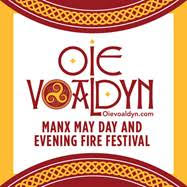 OIE
VOALDYN
Oievoaldyn.com
MANX MAY DAY AND
EVENING FIRE FESTIVAL